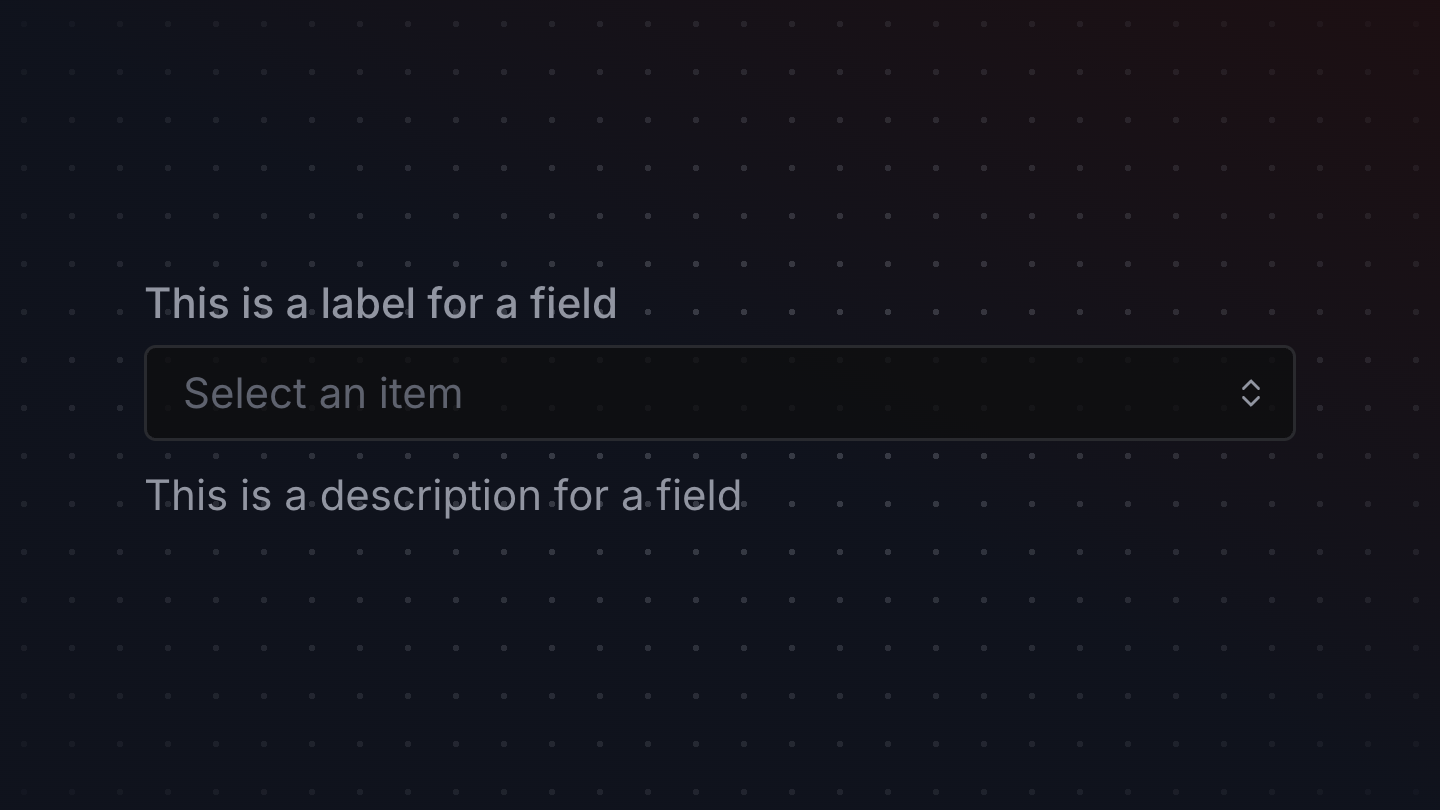 This is a label for a field
Select an item
This is a description for a field